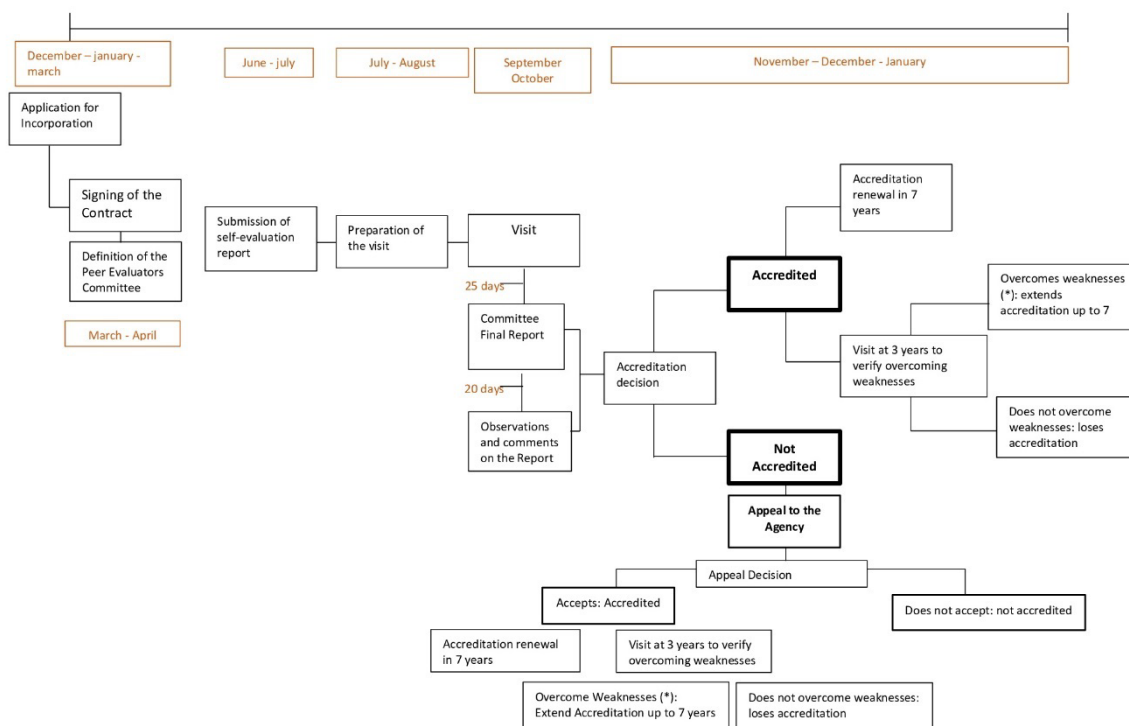 December – january -
march
June - july
July - August
September
October
November – December - January
Application for
Incorporation
Signing of the
Contract
Definition of the
Peer Evaluators
Committee
March - April
Submission of
self-evaluation
report
Preparation of
the visit
Visit
25 days
Committee
Final Report
20 days
Observations
and comments
on the Report
Accreditation
decision
Accredited
Accreditation
renewal in 7
years
Visit at 3 years to
verify overcoming
weaknesses
Overcomes weaknesses
(*): extends
accreditation up to 7
Does not overcome
weaknesses: loses
accreditation
Not
Accredited
Appeal to the
Agency
Appeal Decision
Accepts: Accredited
Does not accept: not accredited
Accreditation renewal
in 7 years
Visit at 3 years to verify
overcoming weaknesses
Overcome Weaknesses (*):
Extend Accreditation up to 7 years
Does not overcome weaknesses:
loses accreditation